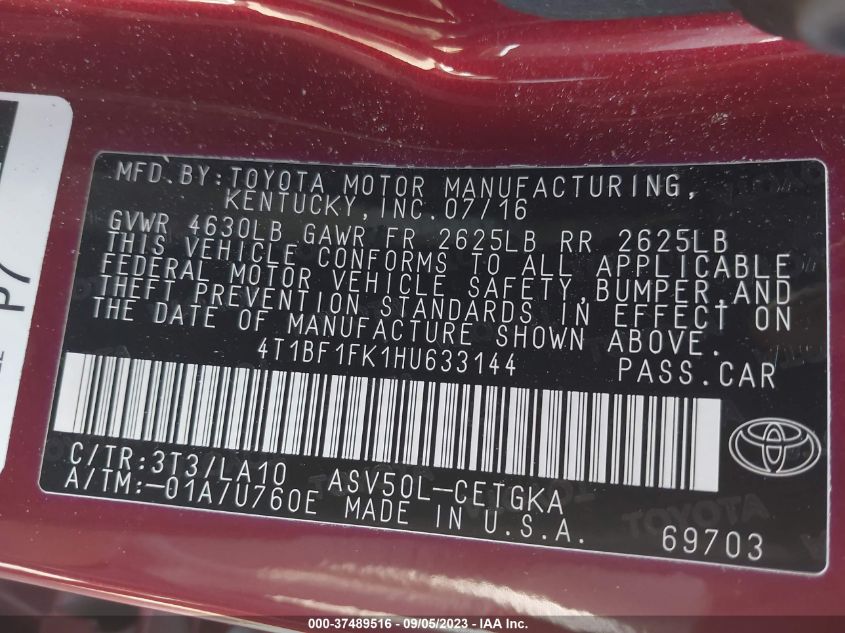 MFD.BY:TOYOTA MOTOR MANUFACTURING,
KENTUCKY,INC.07/16
GVWR 4630LB GAWR FR 2625LB RR 2625LB
THIS VEHICLE CONFORMS TO ALL APPLICABLE
FEDERAL MOTOR VEHICLE SAFETY,BUMPER,AND
THEFT PREVENTION STANDARDS IN EFFECT ON
THE DATE OF MANUFACTURE SHOWN ABOVE.
4T1BF1FK1HU633144 PASS.CAR
C/TR:3T3/LA10 ASV50L-CETGKA
A/TM:-01A/U760E MADE IN U.S.A.
69703
P7
TOYOTA
000-37489516 - 09/05/2023 - IAA Inc.